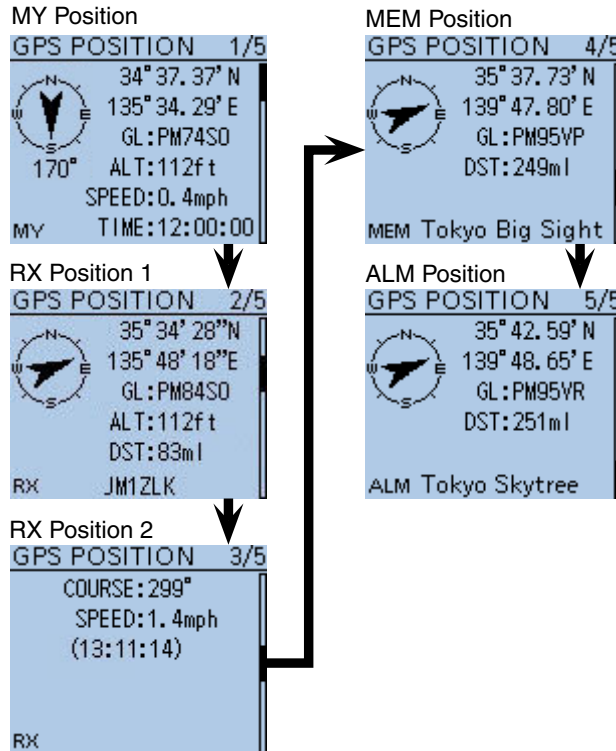 MY Position
GPS POSITION 1/5
N
W E
S
34°37.37'N
135°34.29'E
GL:PM74SO
170° ALT:112ft
SPEED:0.4mph
MY TIME:12:00:00
RX Position 1
GPS POSITION 2/5
N
W E
S
35°34'28"N
135°48'18"E
GL:PM84SO
ALT:112ft
DST:83ml
RX JM1ZLK
RX Position 2
GPS POSITION 3/5
COURSE:299°
SPEED:1.4mph
(13:11:14)
RX
MEM Position
GPS POSITION 4/5
N
W E
S
35°37.73'N
139°47.80'E
GL:PM95VP
DST:249ml
MEM Tokyo Big Sight
ALM Position
GPS POSITION 5/5
N
W E
S
35°42.59'N
139°48.65'E
GL:PM95VR
DST:251ml
ALM Tokyo Skytree